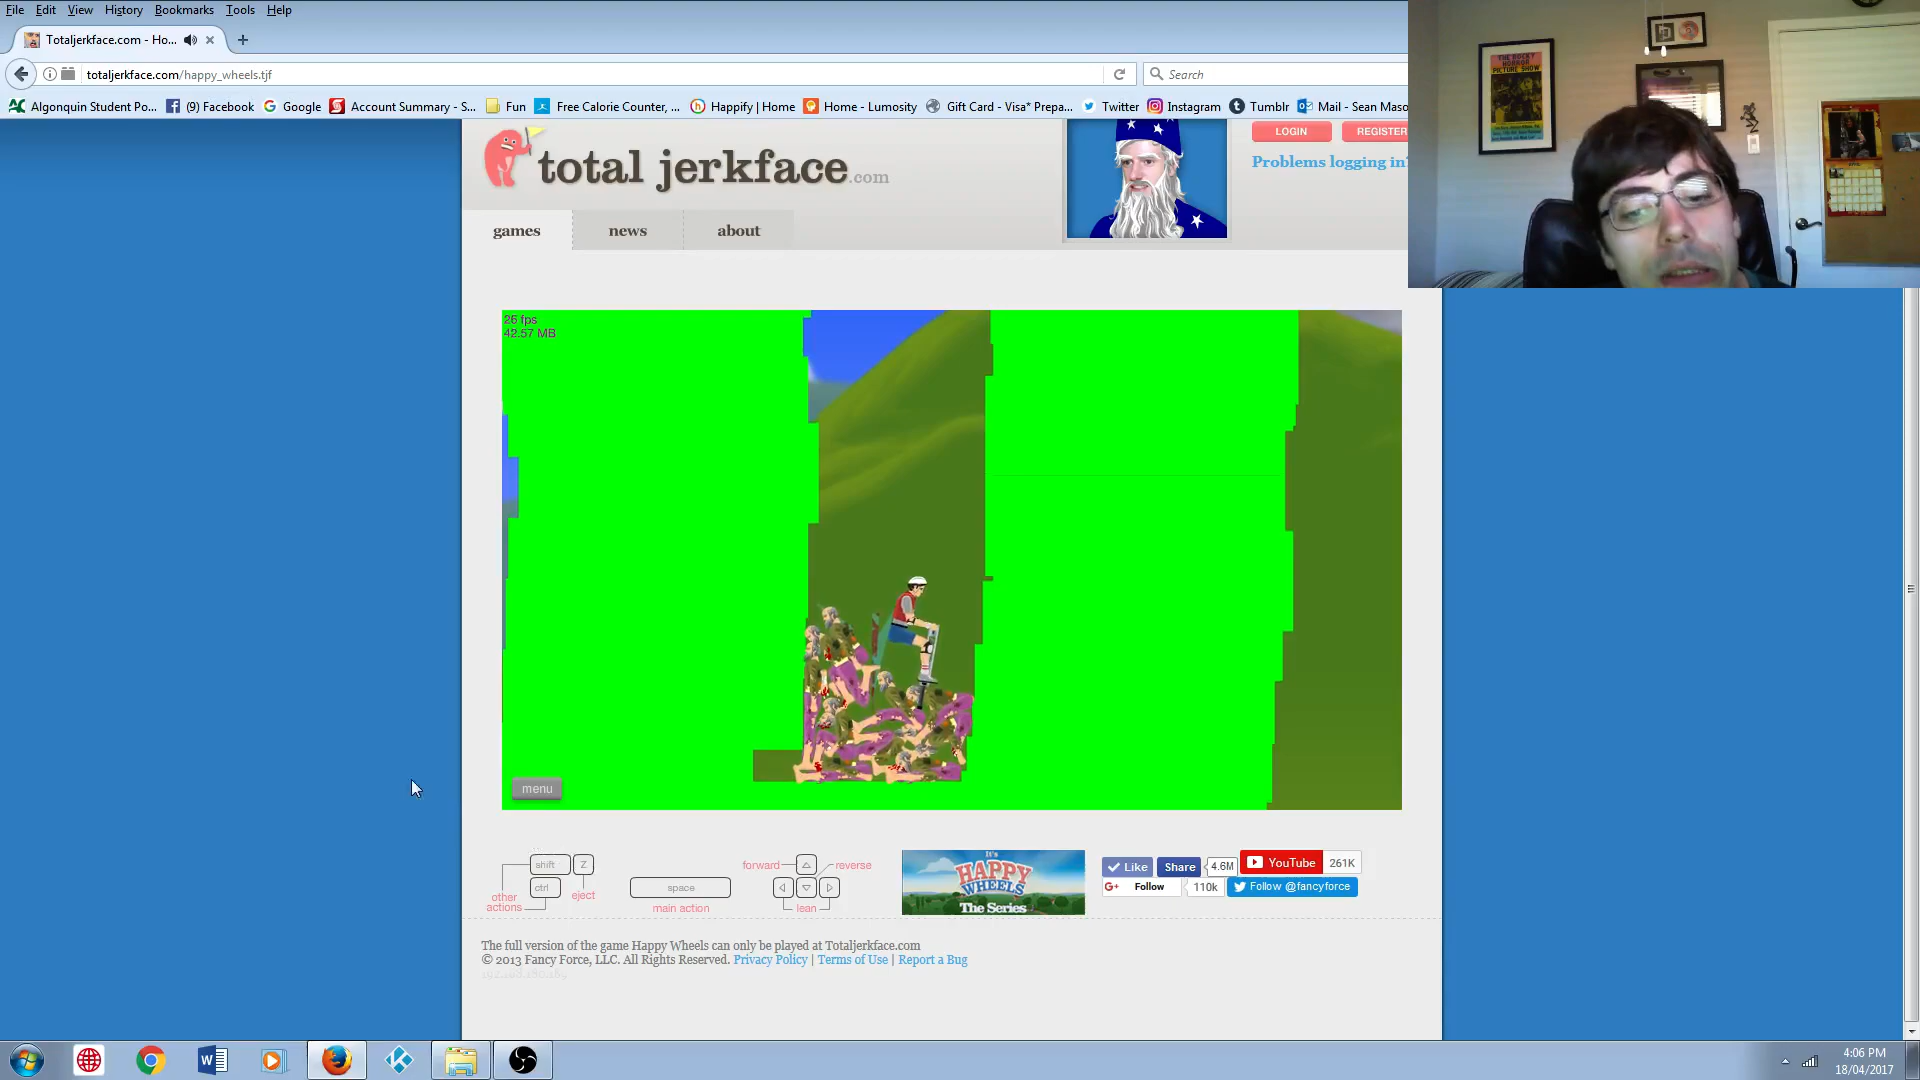 File Edit View History Bookmarks Tools Help
Totaljerkface.com - Ho...
totaljerkface.com/happy_wheels.tjf
Search
Algonquin Student Po... (9) Facebook Google Account Summary - S... Fun Free Calorie Counter, ... Happify | Home Home - Lumosity Gift Card - Visa* Prepa... Twitter Instagram Tumblr Mail - Sean Maso
THE ROCKY
HORROR
PICTURE SHOW
total jerkface.com
LOGIN REGISTER
Problems logging in?
games news about
26 fps
42.57 MB
menu
shift Z
ctrl
other
actions
eject
space
main action
forward reverse
lean
It's
HAPPY
WHEELS
The Series
Like Share 4.6M YouTube 261K
G+ Follow 110k Follow @fancyforce
The full version of the game Happy Wheels can only be played at Totaljerkface.com
© 2013 Fancy Force, LLC. All Rights Reserved. Privacy Policy | Terms of Use | Report a Bug
4:06 PM
18/04/2017